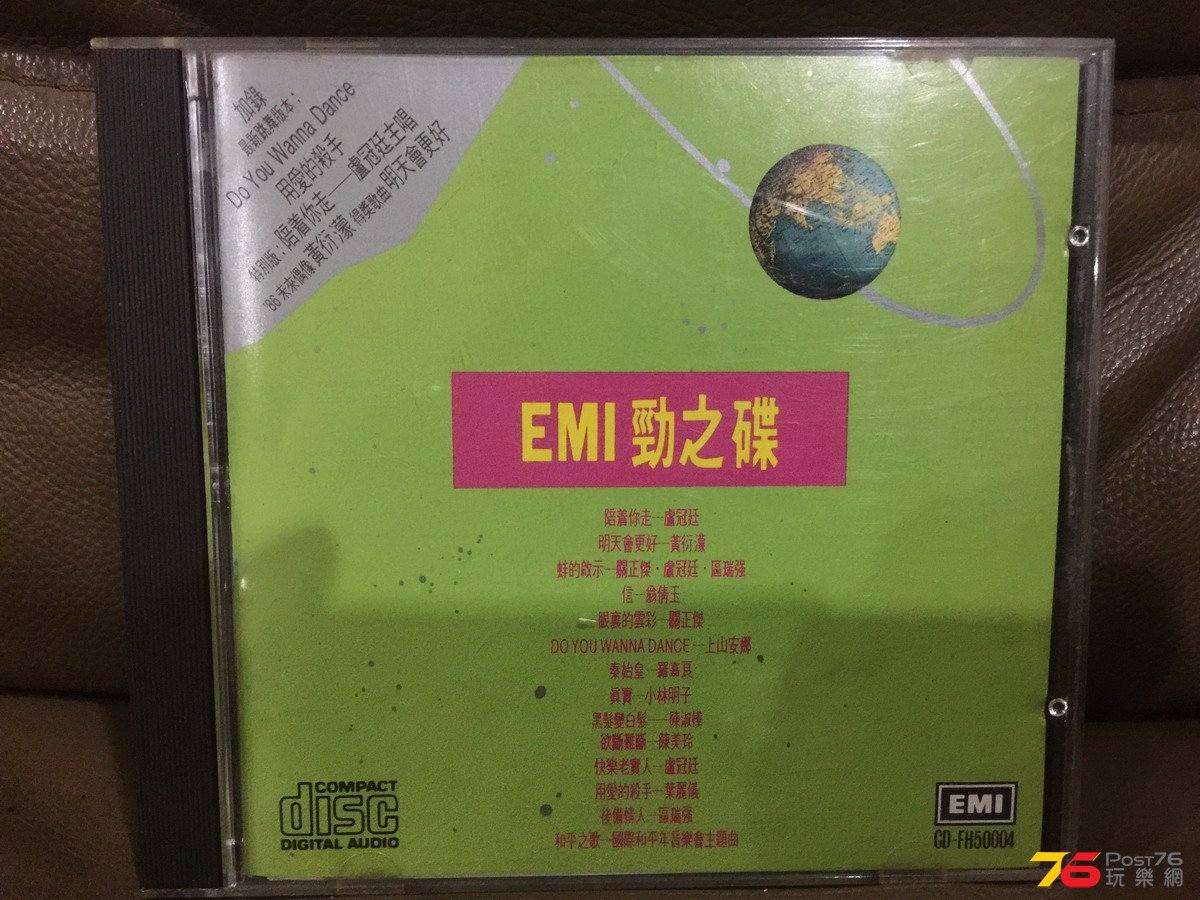 加錄
最新跳舞版本：
Do You Wanna Dance
用愛的殺手
特別版：陪着你走──盧冠廷主唱
'86 未來偶像黃衍濛得獎歌曲明天會更好
EMI 勁之碟
陪着你走─盧冠廷
明天會更好─黃衍濛
蚌的啟示─關正傑・盧冠廷・區瑞强
信─翁倩玉
眼裏的雲彩─關正傑
DO YOU WANNA DANCE─上山安娜
秦始皇─羅嘉良
眞實─小林明子
黑髮變白髮──陳淑樺
欲斷難斷─陳美玲
快樂老實人─盧冠廷
用愛的殺手─葉麗儀
後備情人─區瑞强
和平之歌─國際和平年音樂會主題曲
COMPACT
disc
DIGITAL AUDIO
EMI
CD-FH50004
76 Post76
玩樂網